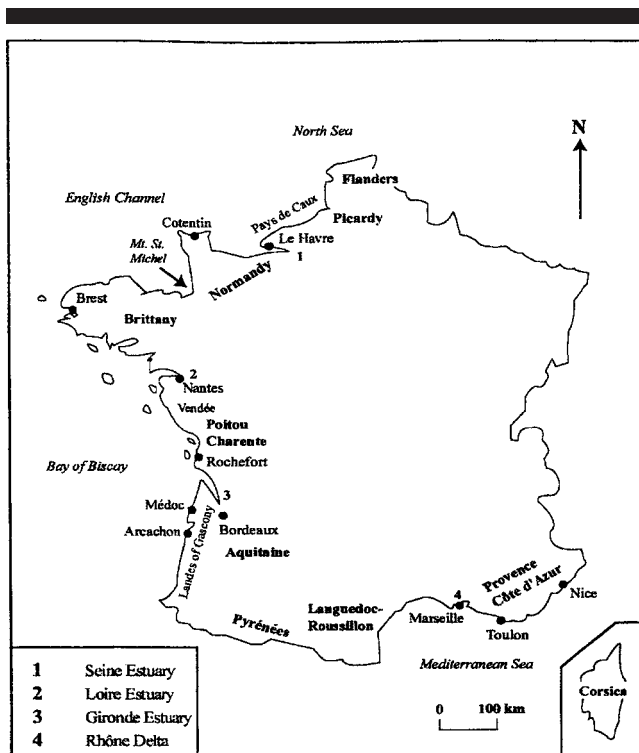 North Sea
N
Flanders
English Channel
Pays de Caux
Picardy
Cotentin
Le Havre
Mt. St.
Michel
1
Normandy
Brest
Brittany
2
Nantes
Vendée
Poitou
Charente
Bay of Biscay
Rochefort
3
Médoc
Bordeaux
Arcachon
Landes of Gascony
Aquitaine
Provence
Côte d'Azur
4
Nice
Languedoc-
Roussillon
Marseille
Pyrénées
Toulon
Mediterranean Sea
Corsica
1 Seine Estuary
2 Loire Estuary
3 Gironde Estuary
4 Rhône Delta
0 100 km